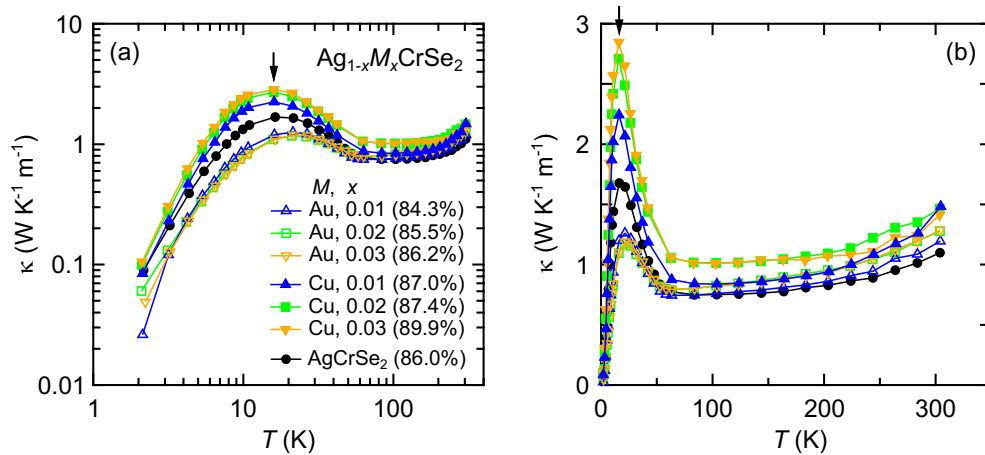 (a)
Ag1-xMxCrSe2
10
1
0.1
0.01
κ (W K-1 m-1)
M, x
Au, 0.01 (84.3%)
Au, 0.02 (85.5%)
Au, 0.03 (86.2%)
Cu, 0.01 (87.0%)
Cu, 0.02 (87.4%)
Cu, 0.03 (89.9%)
AgCrSe2 (86.0%)
1 10 100
T (K)
(b)
3
2
1
0
κ (W K-1 m-1)
0 100 200 300
T (K)